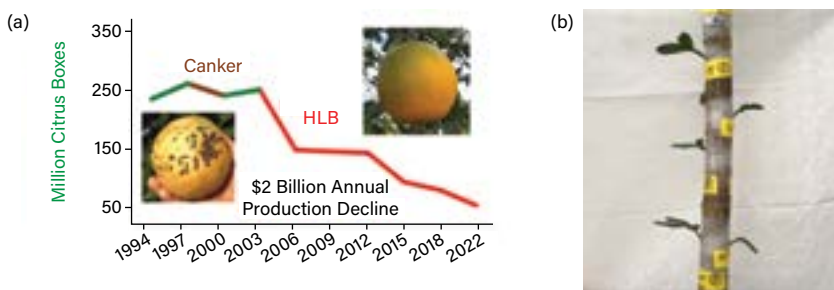 (a)
Million Citrus Boxes
350
250
150
50
Canker
HLB
$2 Billion Annual
Production Decline
1994
1997
2000
2003
2006
2009
2012
2015
2018
2022
(b)